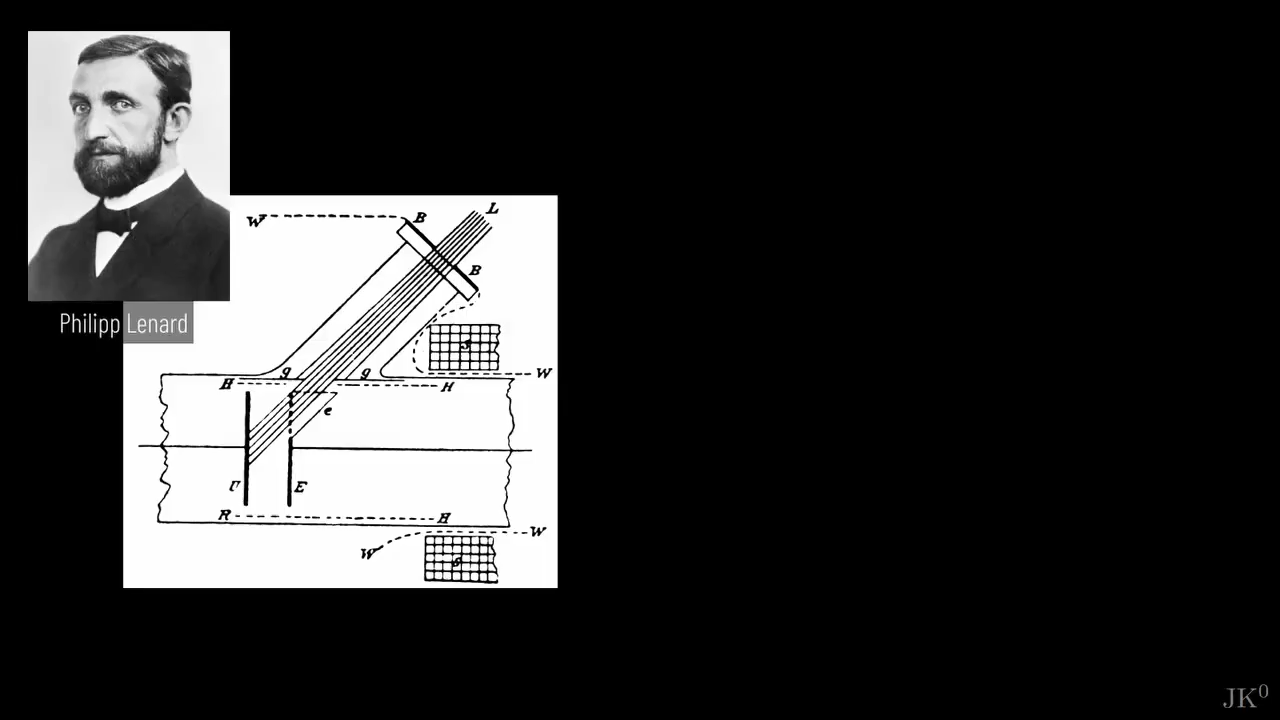 Philipp Lenard
W B L
B
S
W
g g
H H
e
U E
R H
W
W
S
JK⁰